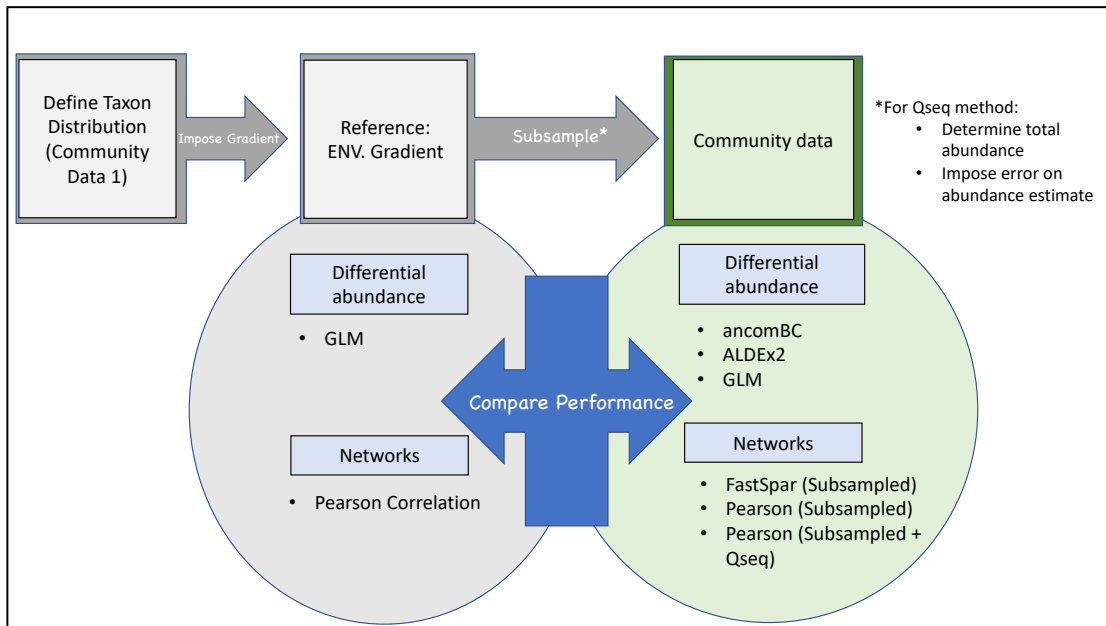 Define Taxon
Distribution
(Community
Data 1)
Impose Gradient
Reference:
ENV. Gradient
Subsample*
Community data
*For Qseq method:
• Determine total
abundance
• Impose error on
abundance estimate
Differential
abundance
• GLM
Networks
• Pearson Correlation
Compare Performance
Differential
abundance
• ancomBC
• ALDEx2
• GLM
Networks
• FastSpar (Subsampled)
• Pearson (Subsampled)
• Pearson (Subsampled +
Qseq)